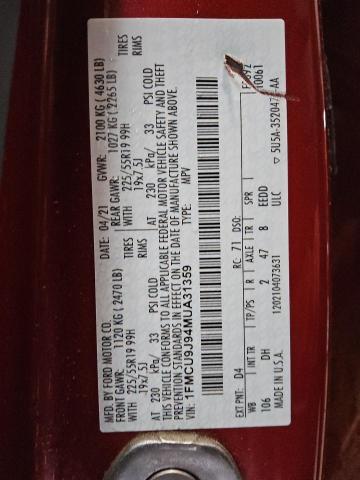 MFD. BY FORD MOTOR CO.
DATE: 04/21 GVWR: 2100 KG ( 4630 LB)
FRONT GAWR: 1120 KG (2470 LB) REAR GAWR: 1027 KG (2265 LB)
WITH 225/55R19 99H TIRES WITH 225/55R19 99H TIRES
19x7.5J RIMS 19x7.5J RIMS
AT 230 kPa/ 33 PSI COLD AT 230 kPa/ 33 PSI COLD
THIS VEHICLE CONFORMS TO ALL APPLICABLE FEDERAL MOTOR VEHICLE SAFETY AND THEFT
PREVENTION STANDARDS IN EFFECT ON THE DATE OF MANUFACTURE SHOWN ABOVE.
VIN: 1FMCU9J94MUA31359 TYPE: MPV
10061
EXT PNT: D4 RC: 71 DSO:
WB INT TR TP/PS R AXLE TR SPR
106 DH 2 47 8 EEDD
MADE IN U.S.A. 1202104073631 ULC